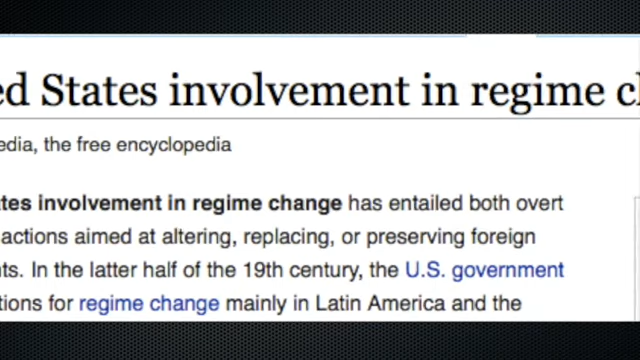 ed States involvement in regime c
edia, the free encyclopedia
tes involvement in regime change has entailed both overt
actions aimed at altering, replacing, or preserving foreign
ts. In the latter half of the 19th century, the U.S. government
tions for regime change mainly in Latin America and the